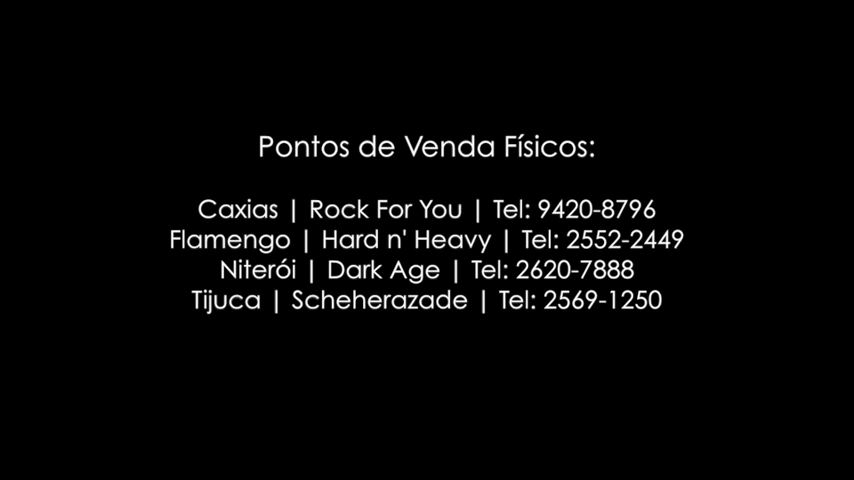 Pontos de Venda Físicos:
Caxias | Rock For You | Tel: 9420-8796
Flamengo | Hard n' Heavy | Tel: 2552-2449
Niterói | Dark Age | Tel: 2620-7888
Tijuca | Scheherazade | Tel: 2569-1250